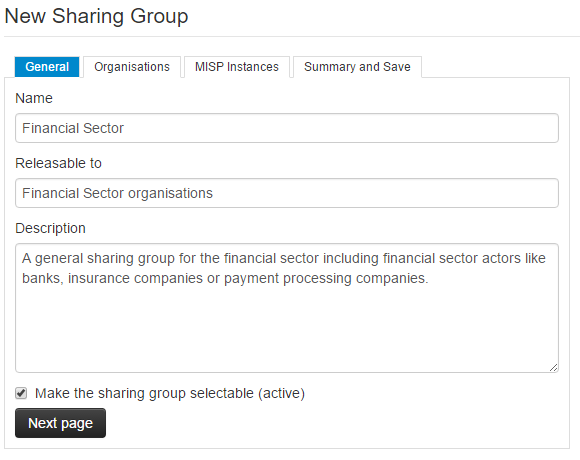 New Sharing Group
General Organisations MISP Instances Summary and Save
Name
Financial Sector
Releasable to
Financial Sector organisations
Description
A general sharing group for the financial sector including financial sector actors like
banks, insurance companies or payment processing companies.
Make the sharing group selectable (active)
Next page